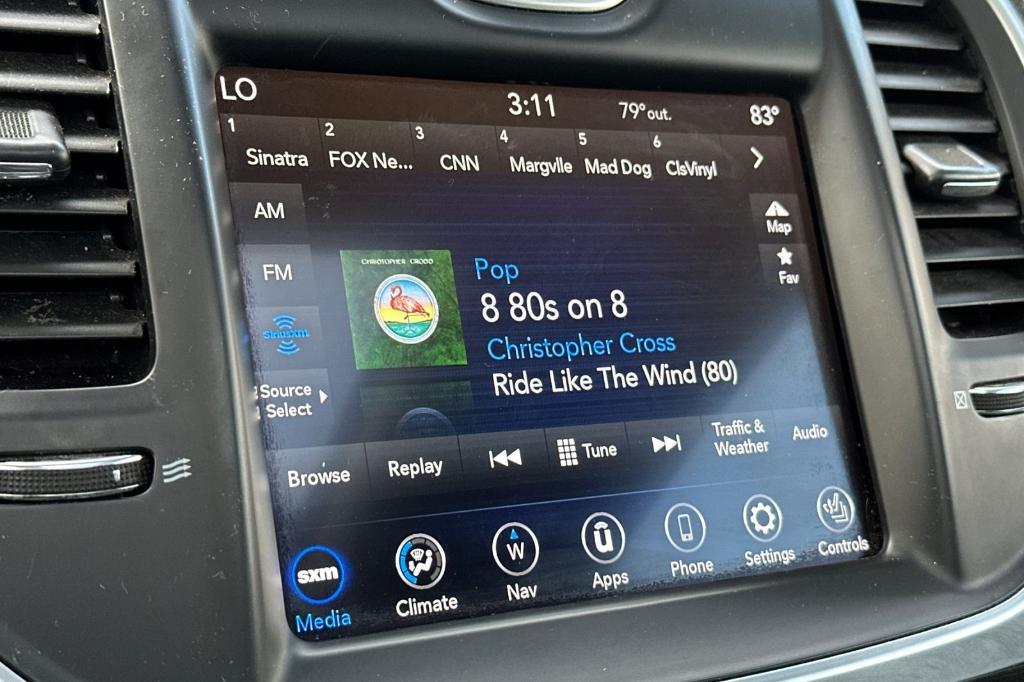 LO 3:11 79° out. 83°
1 2 3 4 5 6
Sinatra FOX Ne... CNN Margvlle Mad Dog ClsVinyl
AM
Map
FM
Fav
CHRISTOPHER CROSS
Pop
8 80s on 8
Christopher Cross
Ride Like The Wind (80)
siriusxm
Source
Select
Browse Replay Tune Traffic &
Weather Audio
sxm W u
Media Climate Nav Apps Phone Settings Controls